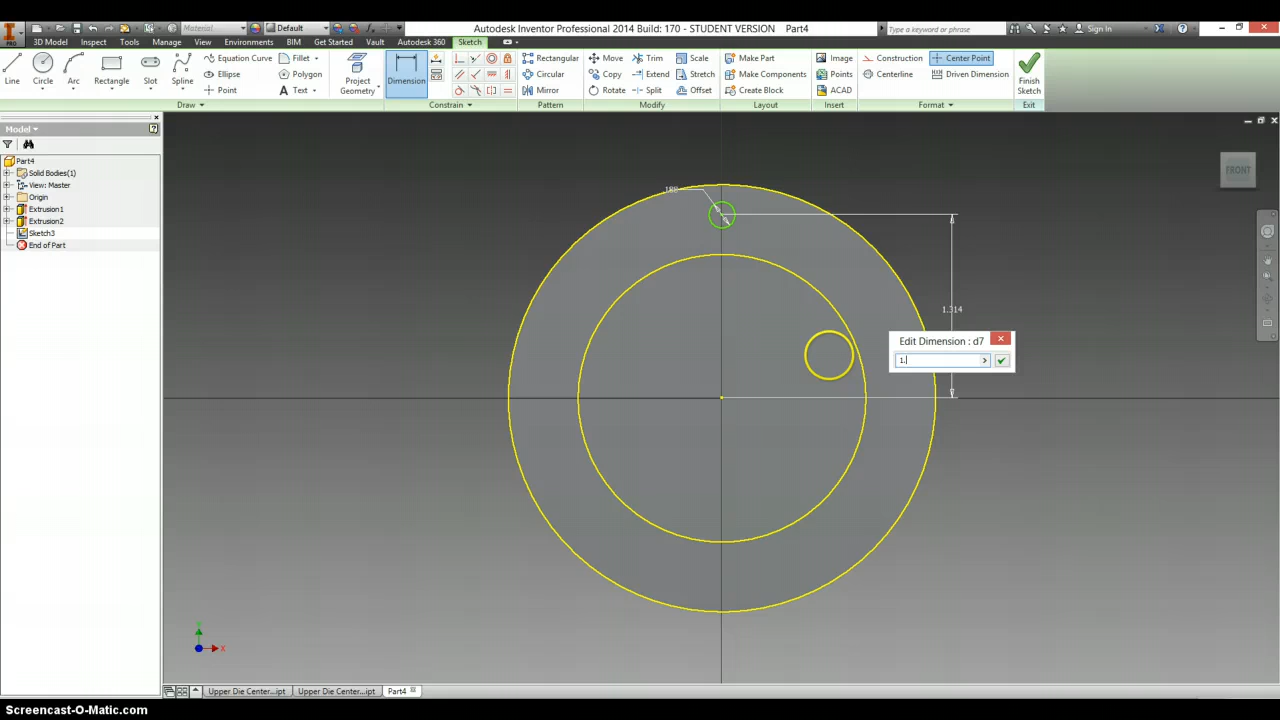 Material
Default
Autodesk Inventor Professional 2014 Build: 170 - STUDENT VERSION Part4
Type a keyword or phrase
Sign In
PRO
3D Model Inspect Tools Manage View Environments BIM Get Started Vault Autodesk 360 Sketch
Line Circle Arc Rectangle Slot Spline
Equation Curve Fillet
Ellipse Polygon
Point Text
Project Geometry
Dimension
Rectangular
Circular
Mirror
Move Trim Scale
Copy Extend Stretch
Rotate Split Offset
Make Part
Make Components
Create Block
Image
Points
ACAD
Construction Center Point
Centerline Driven Dimension
Finish Sketch
Draw Constrain Pattern Modify Layout Insert Format Exit
Model
Part4
Solid Bodies(1)
View: Master
Origin
Extrusion1
Extrusion2
Sketch3
End of Part
FRONT
.188
1.314
Edit Dimension : d7
1.
X
Upper Die Center...ipt Upper Die Center...ipt Part4
Screencast-O-Matic.com